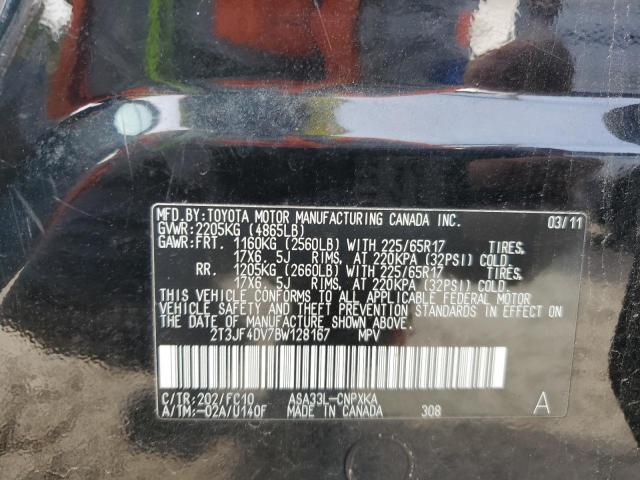 MFD.BY:TOYOTA MOTOR MANUFACTURING CANADA INC. 03/11
GVWR:2205KG (4865LB)
GAWR:FRT. 1160KG (2560LB) WITH 225/65R17 TIRES,
17X6.5J RIMS, AT 220KPA (32PSI) COLD.
RR. 1205KG (2660LB) WITH 225/65R17 TIRES,
17X6.5J RIMS, AT 220KPA (32PSI) COLD.
THIS VEHICLE CONFORMS TO ALL APPLICABLE FEDERAL MOTOR
VEHICLE SAFETY STANDARDS IN EFFECT ON THE DATE OF
MANUFACTURE SHOWN ABOVE.
2T3JF4DV7BW128167 MPV
C/TR:202/FC10 ASA33L-CNPXKA
A/TM:-02A/U140F MADE IN CANADA 308 A